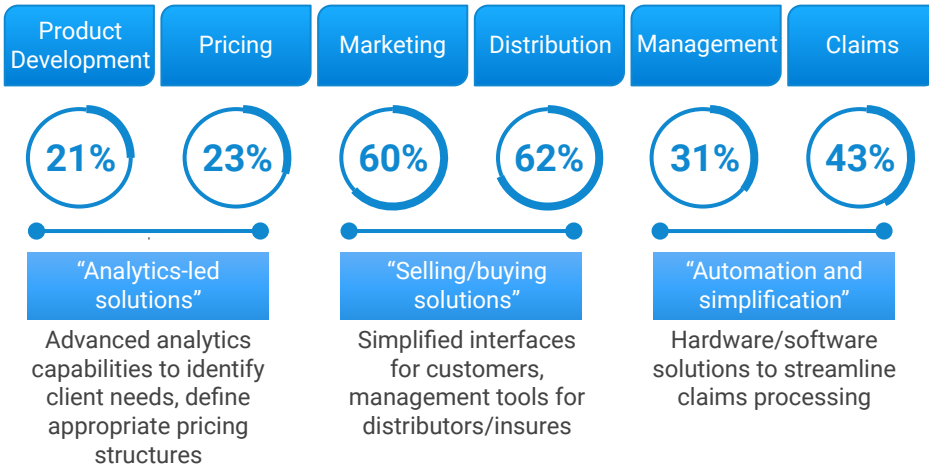 Product
Development
Pricing
Marketing
Distribution
Management
Claims
21%
23%
60%
62%
31%
43%
“Analytics-led
solutions”
“Selling/buying
solutions”
“Automation and
simplification”
Advanced analytics
capabilities to identify
client needs, define
appropriate pricing
structures
Simplified interfaces
for customers,
management tools for
distributors/insures
Hardware/software
solutions to streamline
claims processing